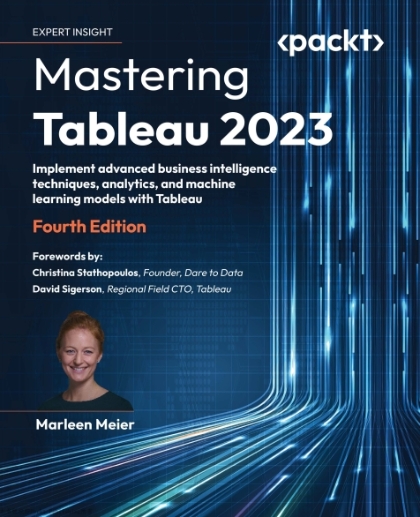 EXPERT INSIGHT
<packt>
Mastering
Tableau 2023
Implement advanced business intelligence
techniques, analytics, and machine
learning models with Tableau
Fourth Edition
Forewords by:
Christina Stathopoulos, Founder, Dare to Data
David Sigerson, Regional Field CTO, Tableau
Marleen Meier